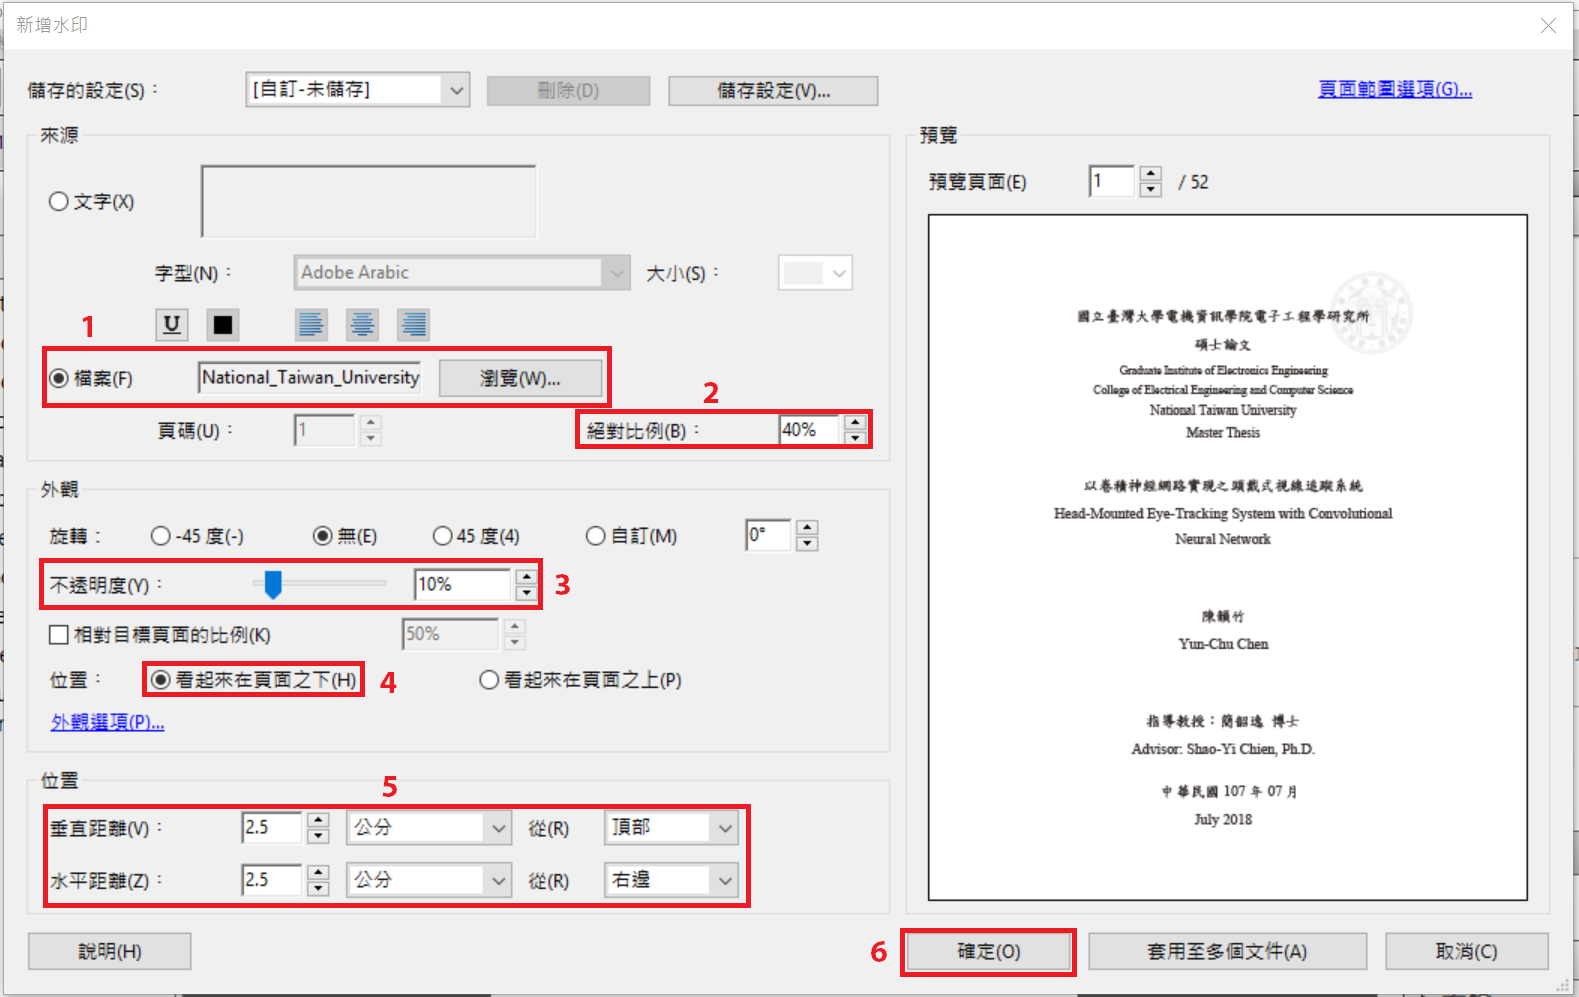 新增水印
儲存的設定(S)：
[自訂-未儲存]
刪除(D)
儲存設定(V)...
頁面範圍選項(G)...
來源
文字(X)
字型(N)：
Adobe Arabic
大小(S)：
U
1
檔案(F)
National_Taiwan_University
瀏覽(W)...
2
頁碼(U)：
1
絕對比例(B)：
40%
外觀
旋轉：
-45 度(-)
無(E)
45 度(4)
自訂(M)
0°
不透明度(Y)：
10%
3
相對目標頁面的比例(K)
50%
位置：
看起來在頁面之下(H)
4
看起來在頁面之上(P)
外觀選項(P)...
位置
5
垂直距離(V)：
2.5
公分
從(R)
頂部
水平距離(Z)：
2.5
公分
從(R)
右邊
預覽
預覽頁面(E)
1
/ 52
國立臺灣大學電機資訊學院電子工程學研究所
碩士論文
Graduate Institute of Electronics Engineering
College of Electrical Engineering and Computer Science
National Taiwan University
Master Thesis
以卷積神經網路實現之頭戴式視線追蹤系統
Head-Mounted Eye-Tracking System with Convolutional
Neural Network
陳韻竹
Yun-Chu Chen
指導教授：簡韶逸 博士
Advisor: Shao-Yi Chien, Ph.D.
中華民國 107 年 07 月
July 2018
說明(H)
6
確定(O)
套用至多個文件(A)
取消(C)